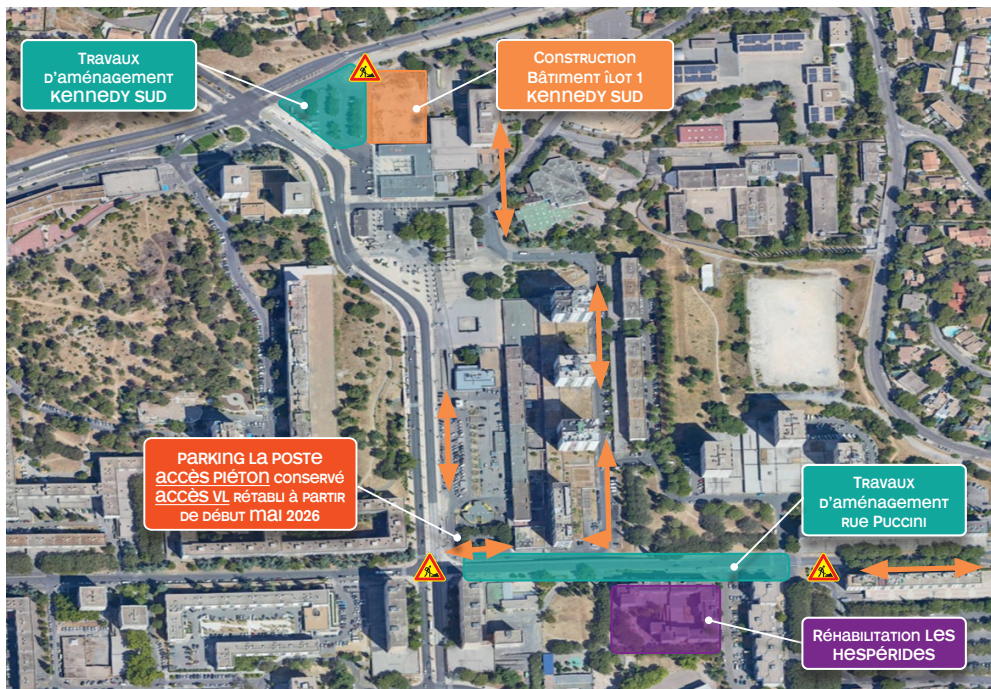 Travaux
d'aménagement
Kennedy Sud
Construction
Bâtiment îlot 1
Kennedy Sud
Parking La Poste
accès piéton conservé
accès VL rétabli à partir
de début mai 2026
Travaux
d'aménagement
rue Puccini
Réhabilitation Les
Hespérides